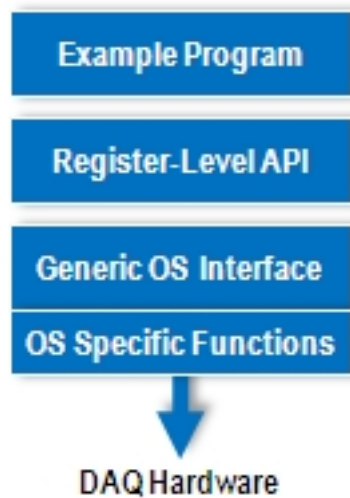 Example Program
Register-Level API
Generic OS Interface
OS Specific Functions
DAQ Hardware